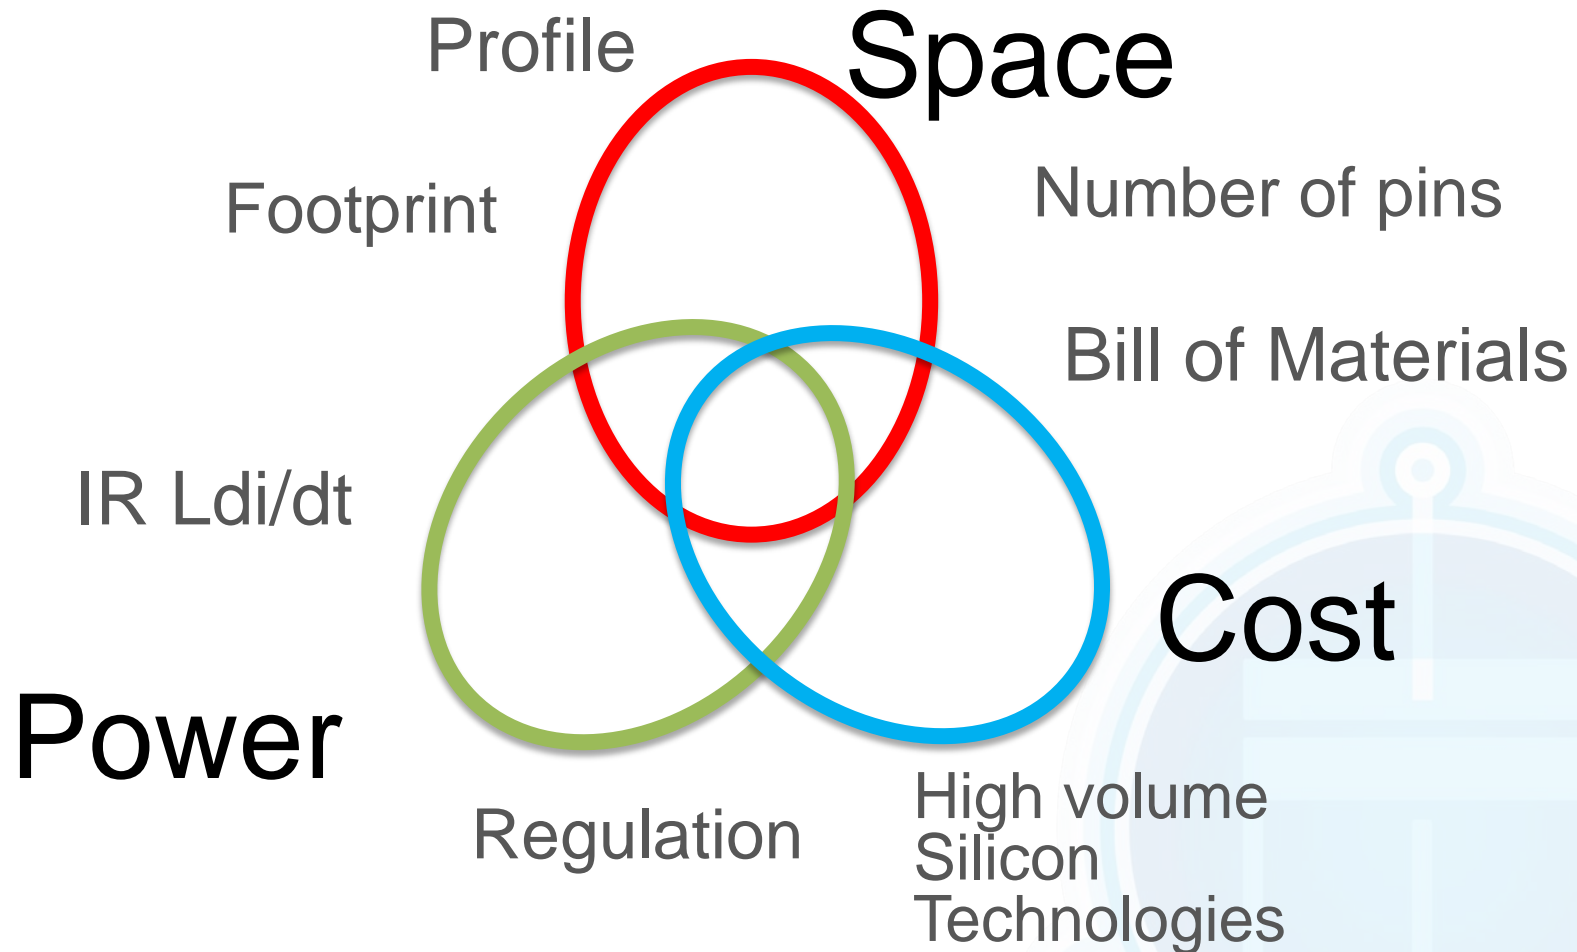 Profile
Space
Footprint
Number of pins
Bill of Materials
IR Ldi/dt
Cost
Power
Regulation
High volume
Silicon
Technologies